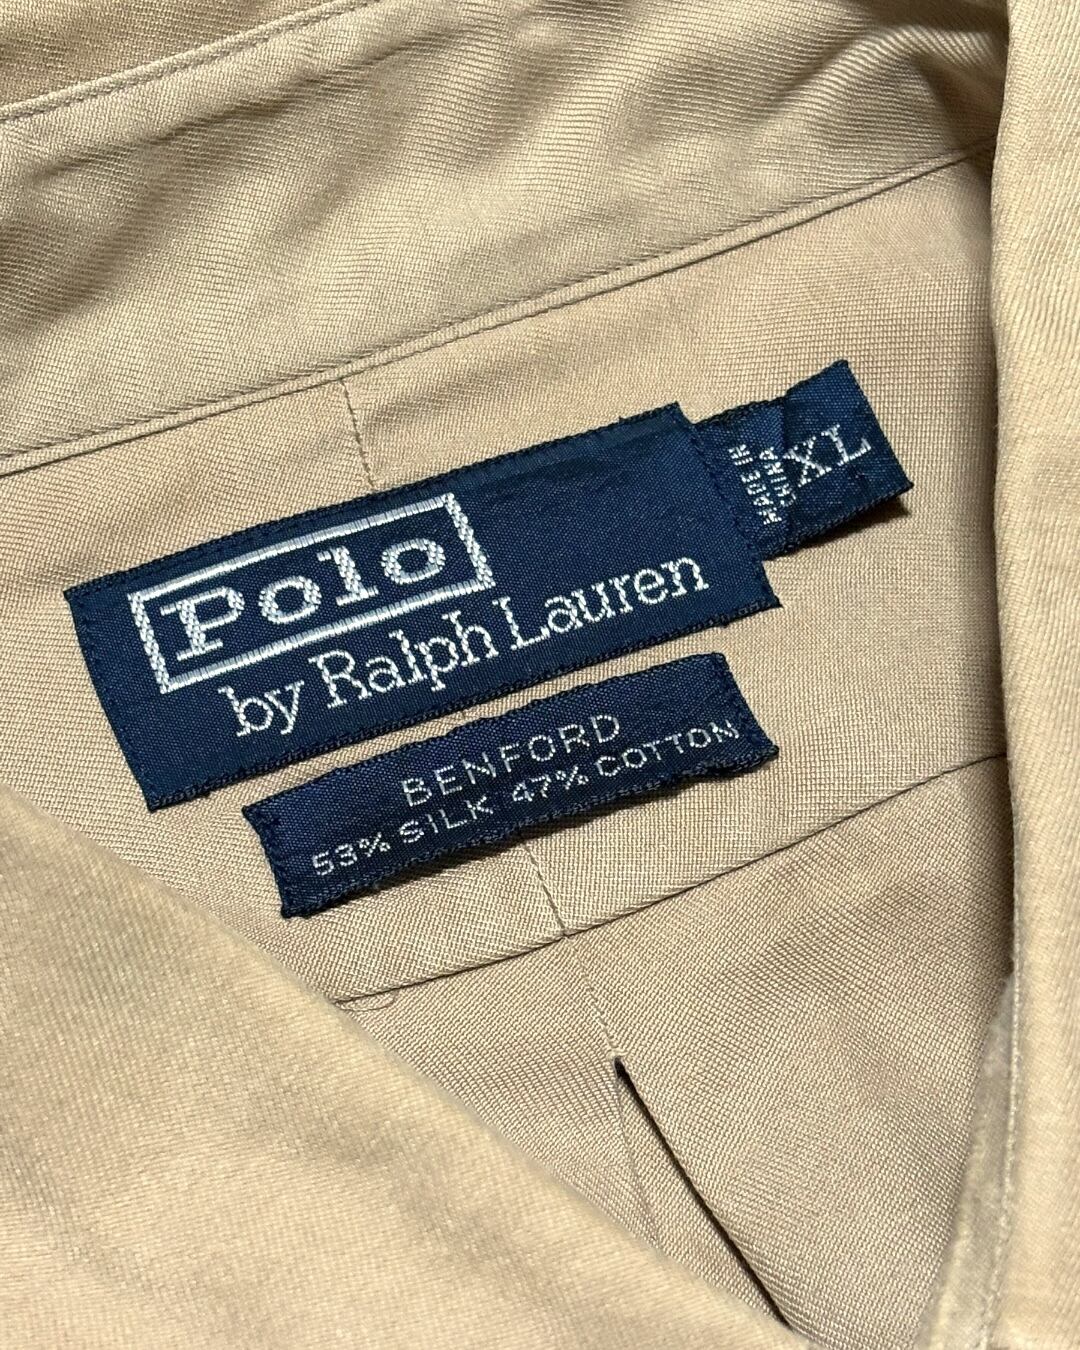 Polo
by Ralph Lauren
XL
MADE IN
CHINA
BENFORD
53% SILK 47% COTTON